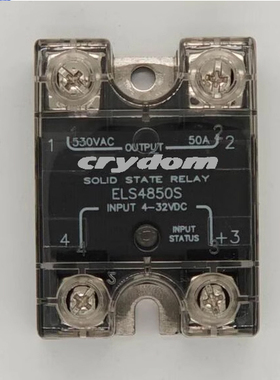 1 530VAC 50A 2
OUTPUT
crydom
SOLID STATE RELAY
ELS4850S
INPUT 4-32VDC
4 INPUT +3
STATUS